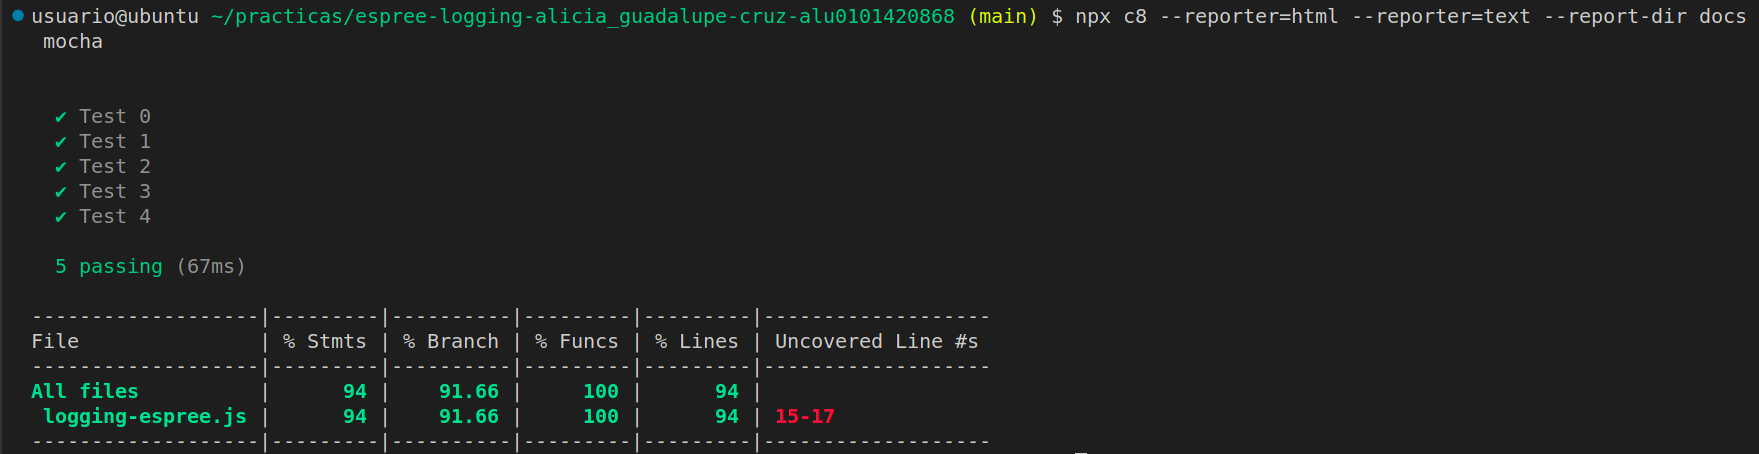 usuario@ubuntu ~/practicas/espree-logging-alicia_guadalupe-cruz-alu0101420868 (main) $ npx c8 --reporter=html --reporter=text --report-dir docs
mocha
✔ Test 0
✔ Test 1
✔ Test 2
✔ Test 3
✔ Test 4
5 passing (67ms)
-------------------|---------|----------|---------|---------|-------------------
File               | % Stmts | % Branch | % Funcs | % Lines | Uncovered Line #s
-------------------|---------|----------|---------|---------|-------------------
All files          |      94 |    91.66 |     100 |      94 |
 logging-espree.js |      94 |    91.66 |     100 |      94 | 15-17
-------------------|---------|----------|---------|---------|-------------------